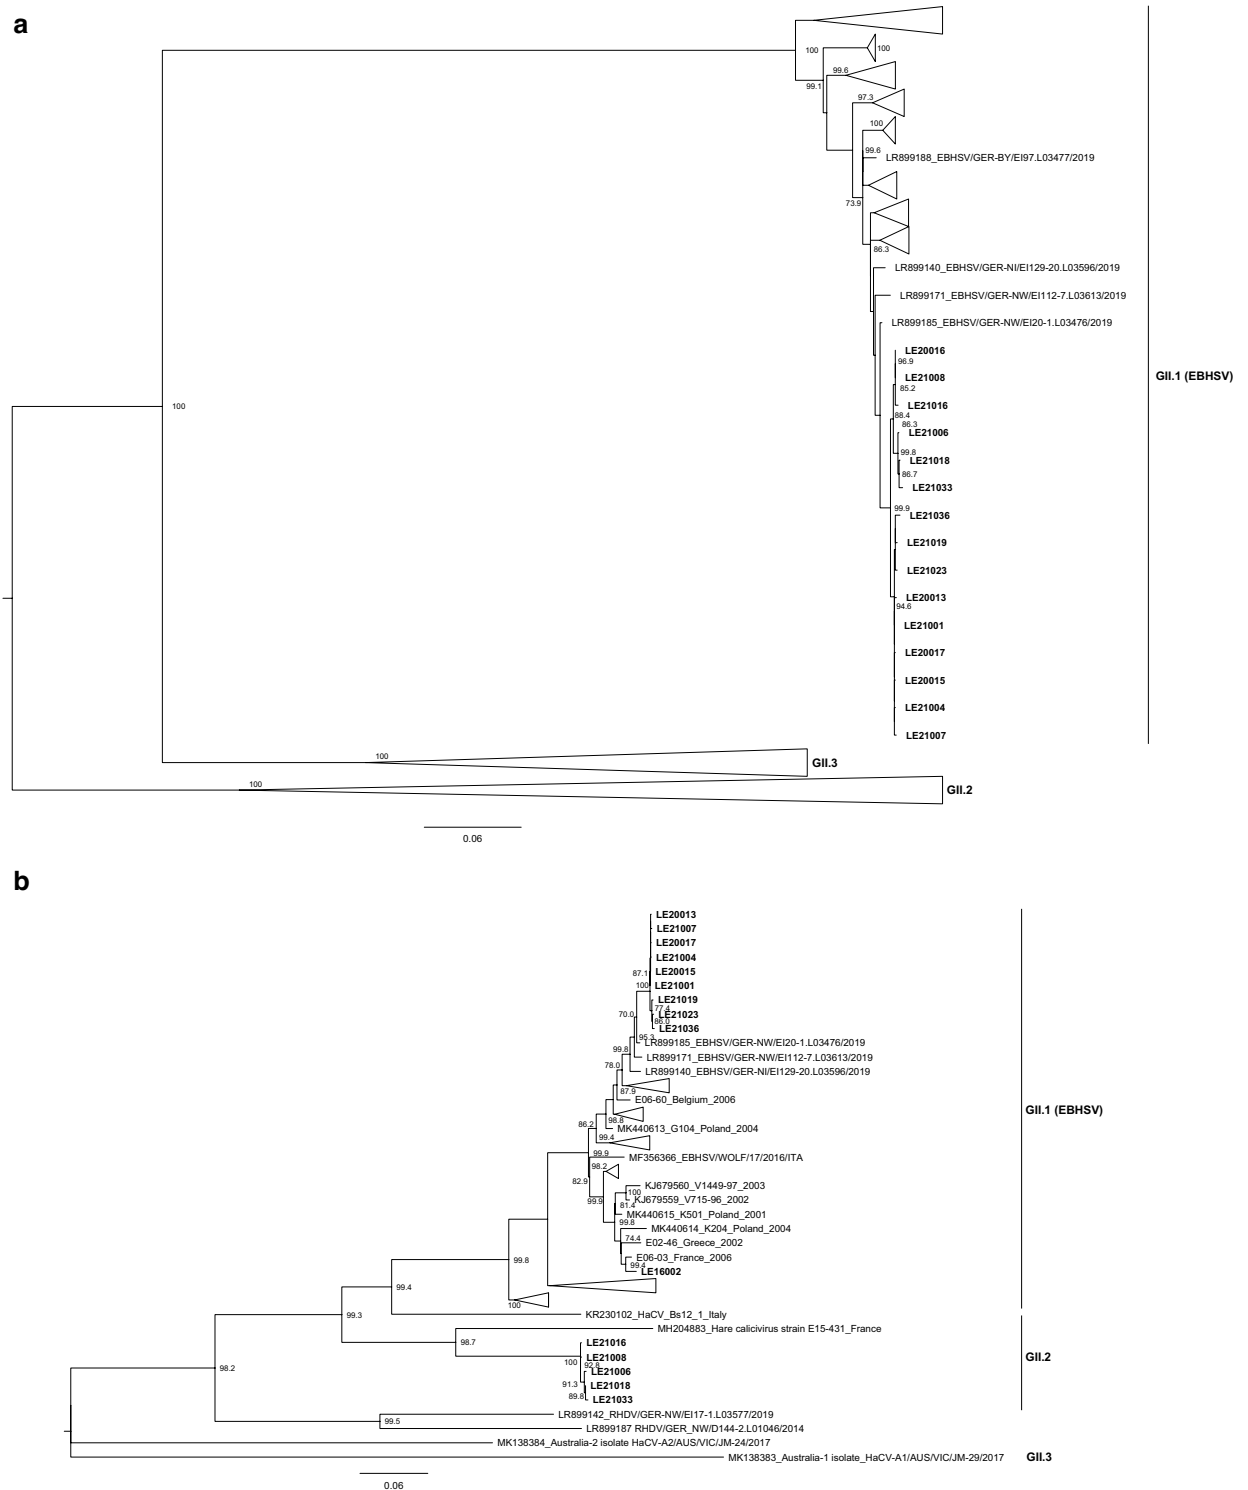 a
100
100
99.1
99.6
97.3
100
99.6
LR899188_EBHSV/GER-BY/EI97.L03477/2019
73.9
86.3
LR899140_EBHSV/GER-NI/EI129-20.L03596/2019
LR899171_EBHSV/GER-NW/EI112-7.L03613/2019
LR899185_EBHSV/GER-NW/EI20-1.L03476/2019
LE20016
96.9
GII.1 (EBHSV)
LE21008
85.2
LE21016
100
88.4
86.3
LE21006
99.8
LE21018
86.7
LE21033
99.9
LE21036
LE21019
LE21023
LE20013
94.6
LE21001
LE20017
LE20015
LE21004
LE21007
100
GII.3
100
GII.2
0.06
b
LE20013
LE21007
LE20017
LE21004
87.1
LE20015
100
LE21001
LE21019
77.4
70.0
LE21023
86.0
LE21036
95.3
LR899185_EBHSV/GER-NW/EI20-1.L03476/2019
99.8
LR899171_EBHSV/GER-NW/EI112-7.L03613/2019
78.0
LR899140_EBHSV/GER-NI/EI129-20.L03596/2019
87.9
E06-60_Belgium_2006
GII.1 (EBHSV)
98.8
86.2
MK440613_G104_Poland_2004
99.4
99.9
MF356366_EBHSV/WOLF/17/2016/ITA
98.2
82.9
KJ679560_V1449-97_2003
100
99.9
KJ679559_V715-96_2002
81.4
MK440615_K501_Poland_2001
99.8
MK440614_K204_Poland_2004
74.4
E02-46_Greece_2002
E06-03_France_2006
99.8
99.4
LE16002
99.4
100
99.3
KR230102_HaCV_Bs12_1_Italy
MH204883_Hare calicivirus strain E15-431_France
98.7
LE21016
GII.2
LE21008
100
92.8
98.2
LE21006
91.3
LE21018
89.8
LE21033
LR899142_RHDV/GER-NW/EI17-1.L03577/2019
99.5
LR899187 RHDV/GER_NW/D144-2.L01046/2014
MK138384_Australia-2 isolate HaCV-A2/AUS/VIC/JM-24/2017
MK138383_Australia-1 isolate_HaCV-A1/AUS/VIC/JM-29/2017
GII.3
0.06